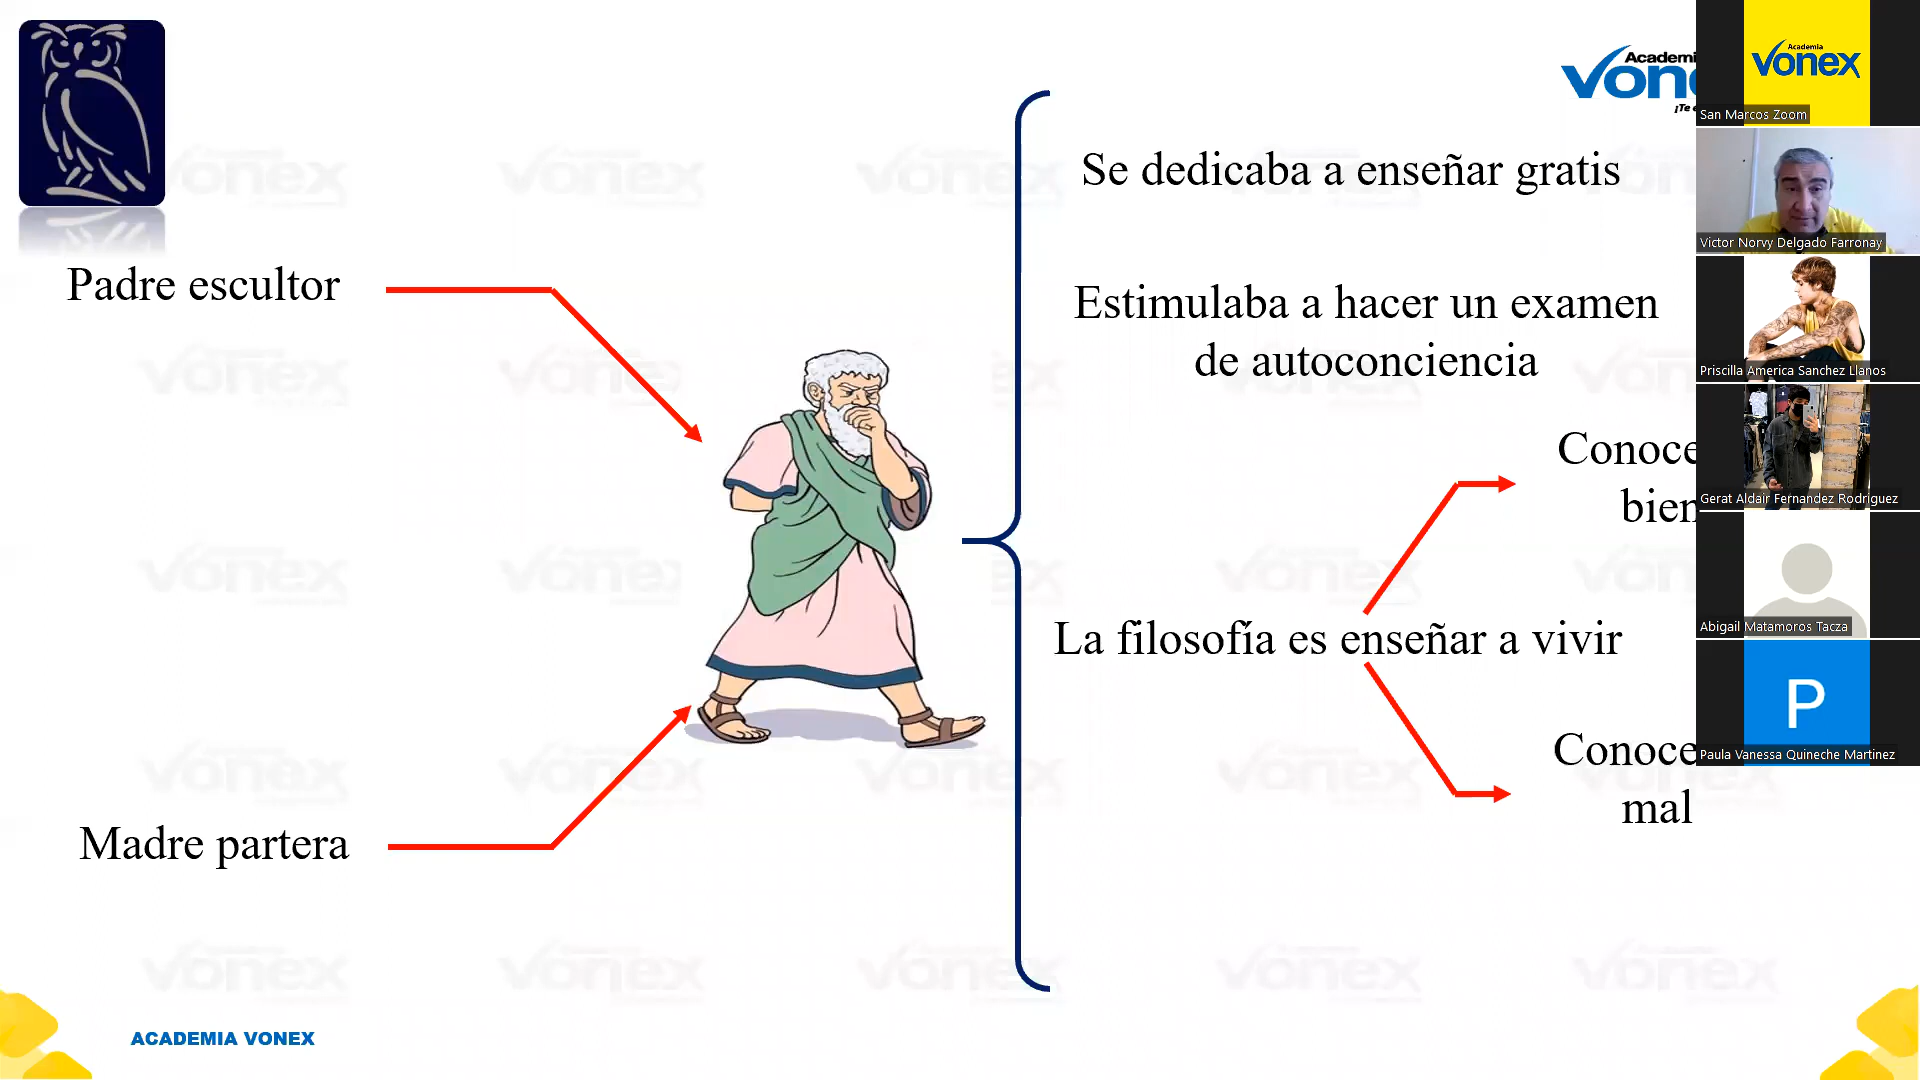 Academia
vonex
San Marcos Zoom
Victor Norvy Delgado Farronay
Priscilla America Sanchez Llanos
Gerat Aldair Fernandez Rodriguez
Abigail Matamoros Tacza
P
Paula Vanessa Quineche Martinez
Padre escultor
Madre partera
Se dedicaba a enseñar gratis
Estimulaba a hacer un examen
de autoconciencia
La filosofía es enseñar a vivir
bien
mal
ACADEMIA VONEX